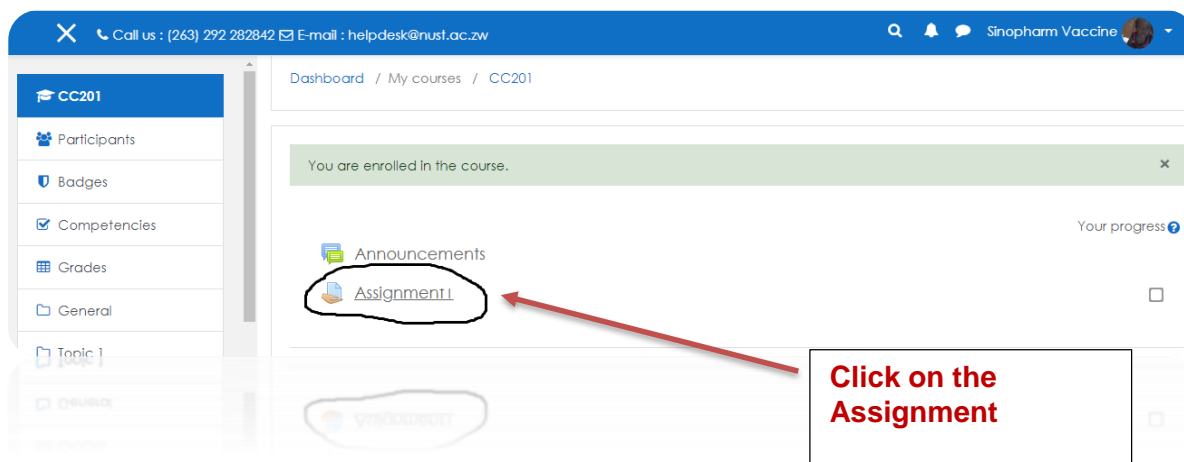 Call us : (263) 292 282842 E-mail : helpdesk@nust.ac.zw
Sinopharm Vaccine
CC201
Participants
Badges
Competencies
Grades
General
Topic 1
Dashboard / My courses / CC201
You are enrolled in the course.
×
Your progress
Announcements
Assignment1
Click on the
Assignment